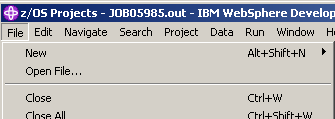 z/OS Projects - JOB05985.out - IBM WebSphere Develop
File Edit Navigate Search Project Data Run Window H
New Alt+Shift+N
Open File...
Close Ctrl+W
Close All Ctrl+Shift+W